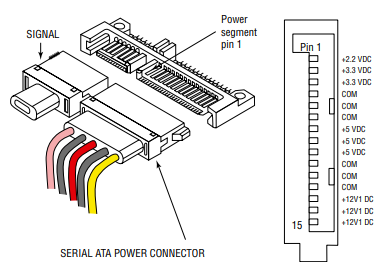 SIGNAL
Power
segment
pin 1
SERIAL ATA POWER CONNECTOR
Pin 1
+2.2 VDC
+3.3 VDC
+3.3 VDC
COM
COM
COM
+5 VDC
+5 VDC
+5 VDC
COM
COM
COM
+12V1 DC
+12V1 DC
+12V1 DC
15